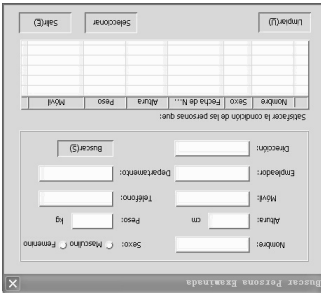 Buscar Persona Examinada
Nombre: Sexo: Masculino Femenino
Altura: cm Peso: kg
Móvil: Teléfono:
Empleador: Departamento:
Dirección: Buscar(S)
Satisfacer la condición de las personas que:
Nombre Sexo Fecha de N... Altura Peso Móvil
Limpiar(U) Seleccionar Salir(E)